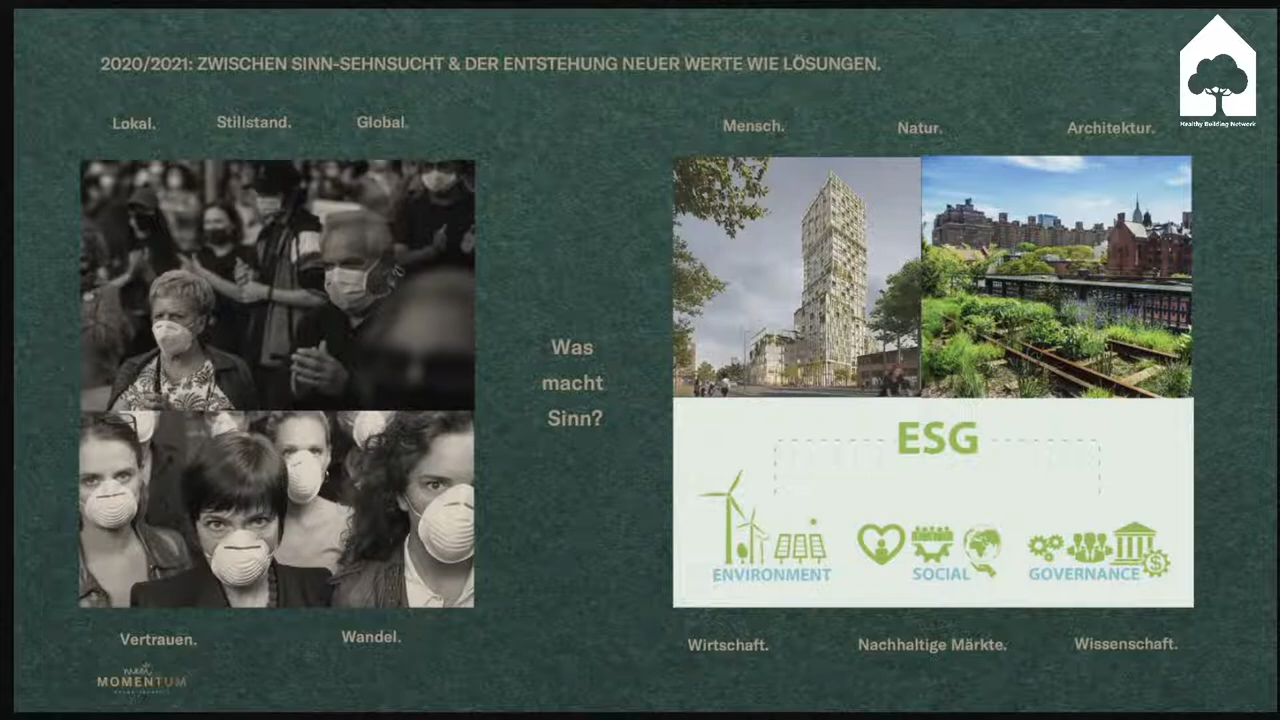 2020/2021: ZWISCHEN SINN-SEHNSUCHT & DER ENTSTEHUNG NEUER WERTE WIE LÖSUNGEN.
Healthy Building Network
Lokal. Stillstand. Global.
Mensch. Natur. Architektur.
Was
macht
Sinn?
ESG
ENVIRONMENT SOCIAL GOVERNANCE
$
Vertrauen. Wandel.
Wirtschaft. Nachhaltige Märkte. Wissenschaft.
meet
MOMENTUM